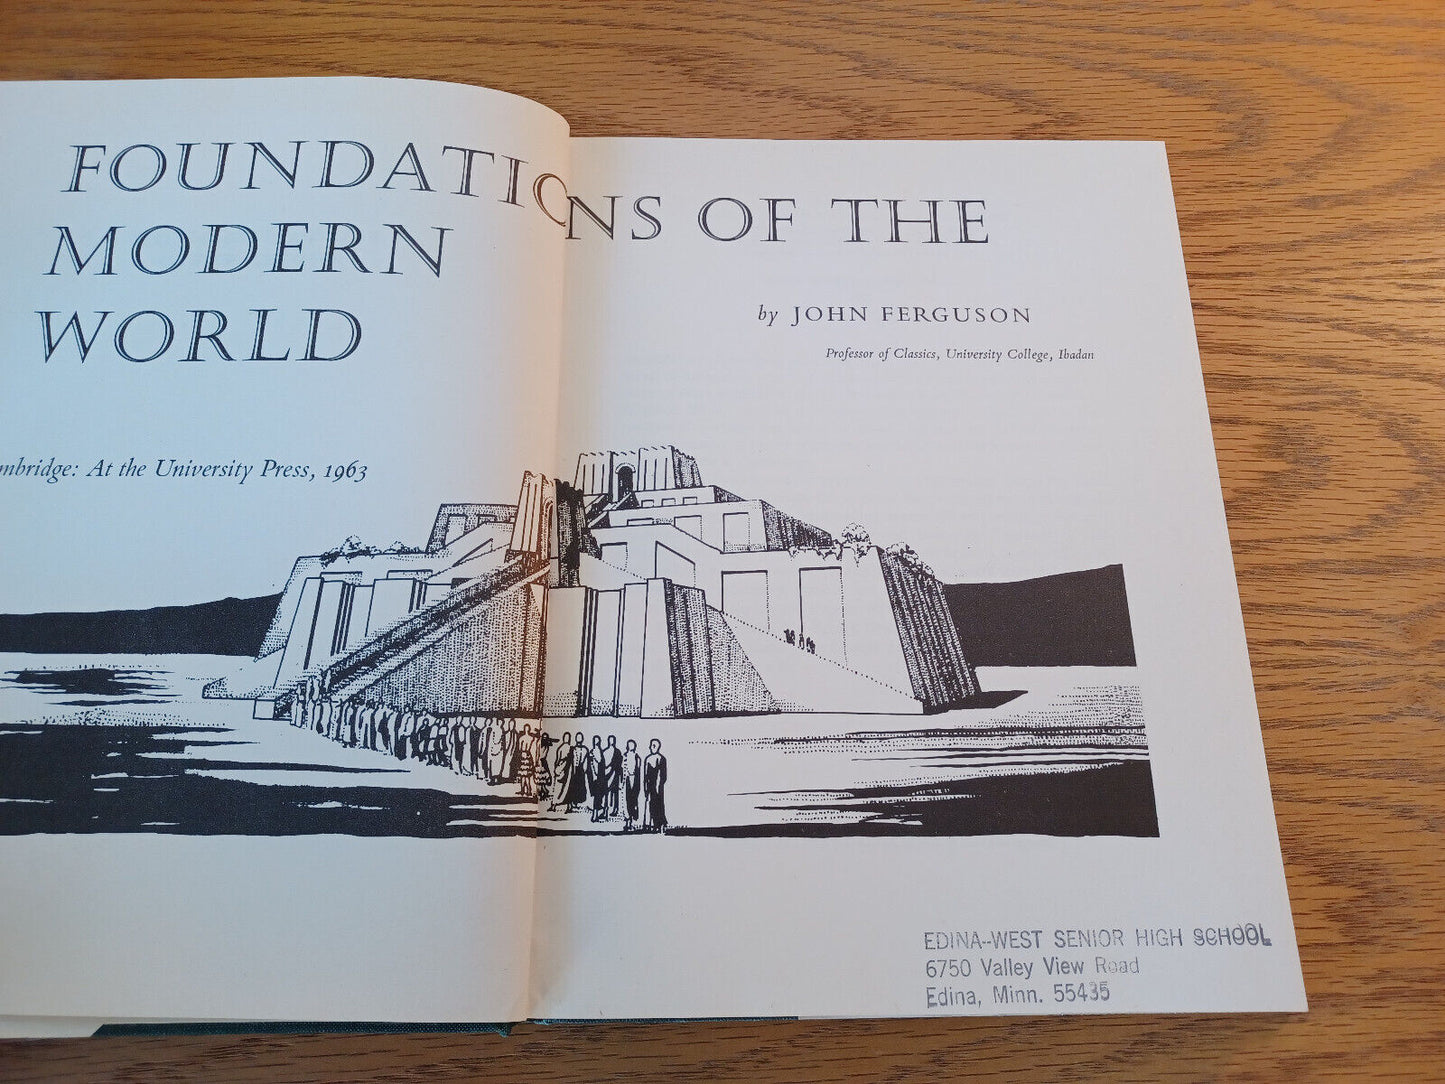 FOUNDATIONS OF THE
MODERN
WORLD
by JOHN FERGUSON
Professor of Classics, University College, Ibadan
mbridge: At the University Press, 1963
EDINA--WEST SENIOR HIGH SCHOOL
6750 Valley View Road
Edina, Minn. 55435